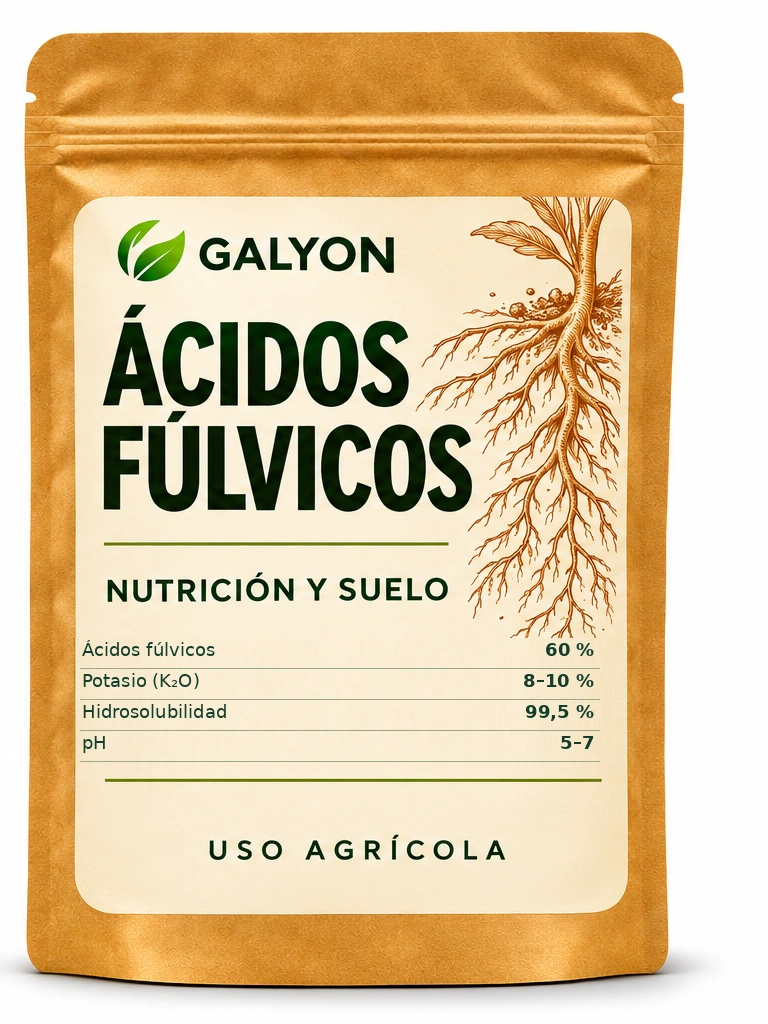 GALYON
ÁCIDOS
FÚLVICOS
NUTRICIÓN Y SUELO
Ácidos fúlvicos 60 %
Potasio (K₂O) 8–10 %
Hidrosolubilidad 99,5 %
pH 5–7
USO AGRÍCOLA